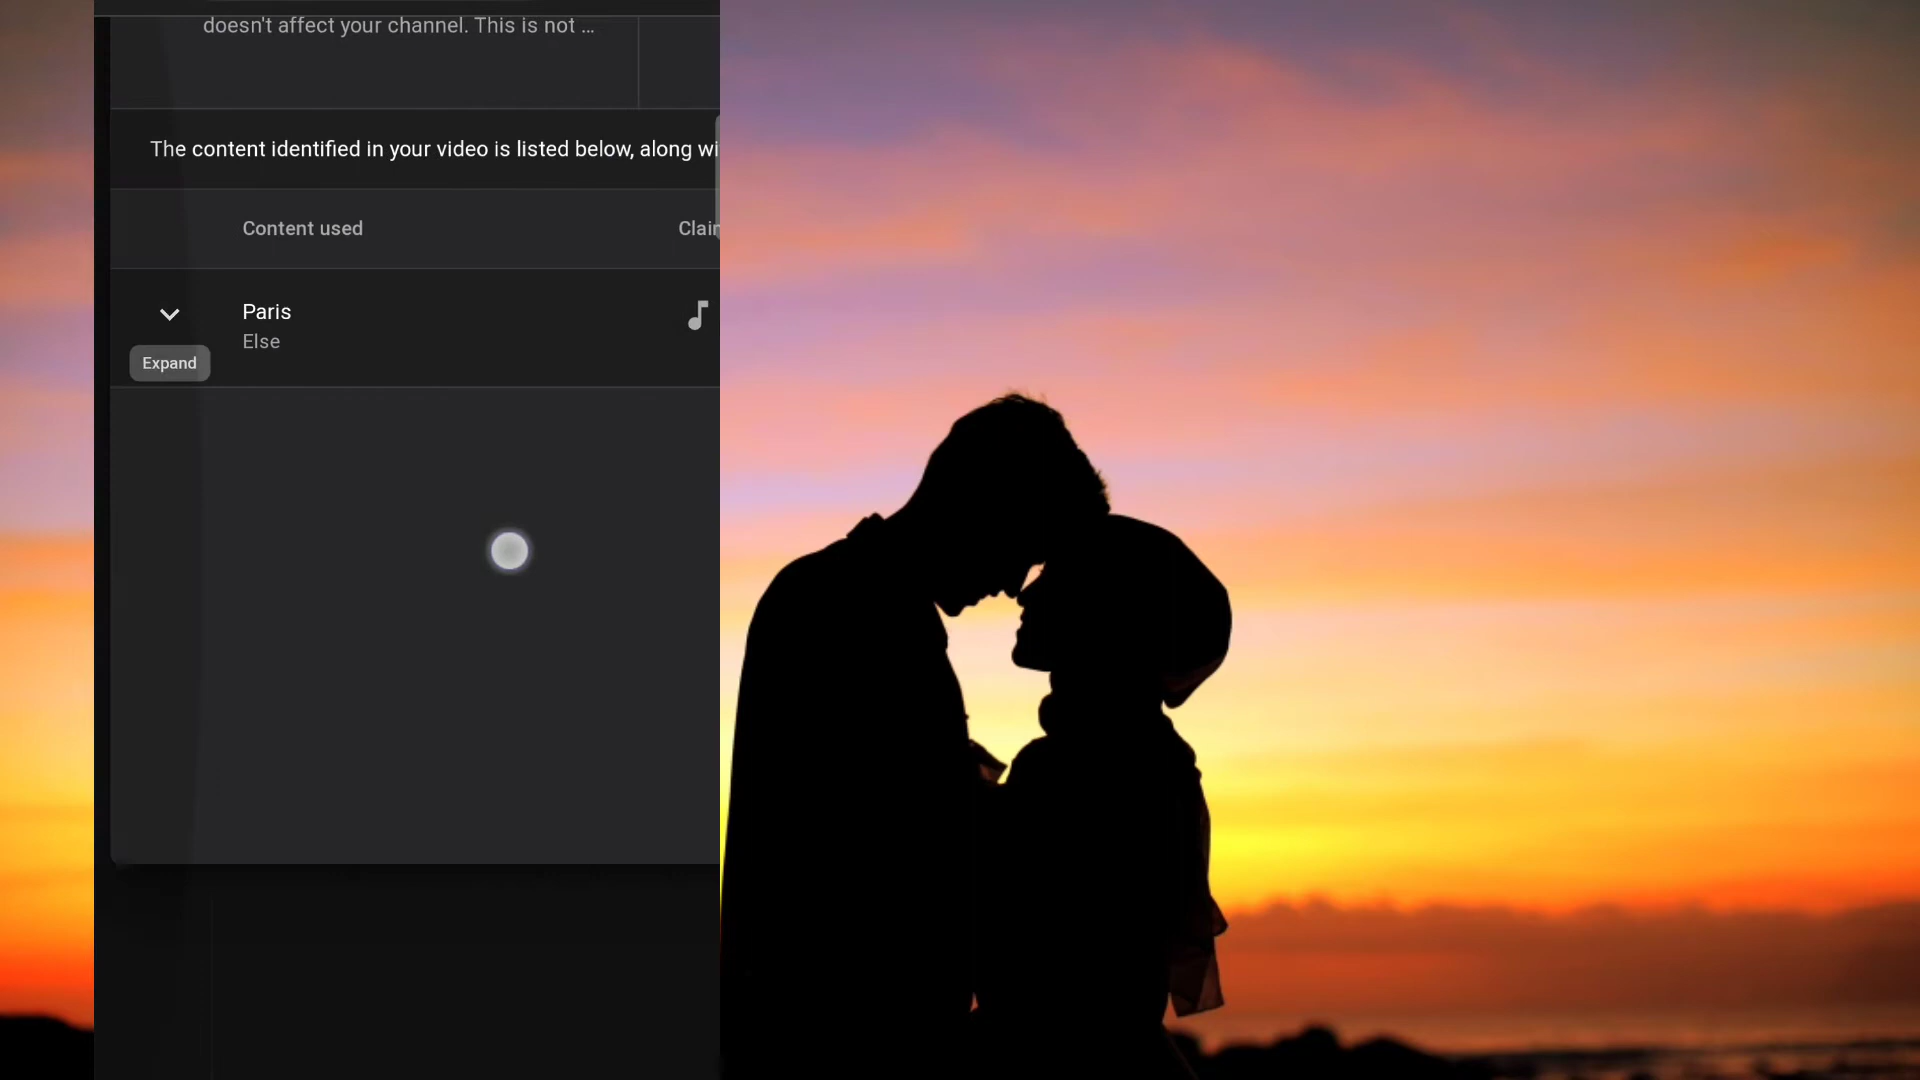 doesn't affect your channel. This is not ...
The content identified in your video is listed below, along wi
Content used
Clair
Paris
Else
Expand